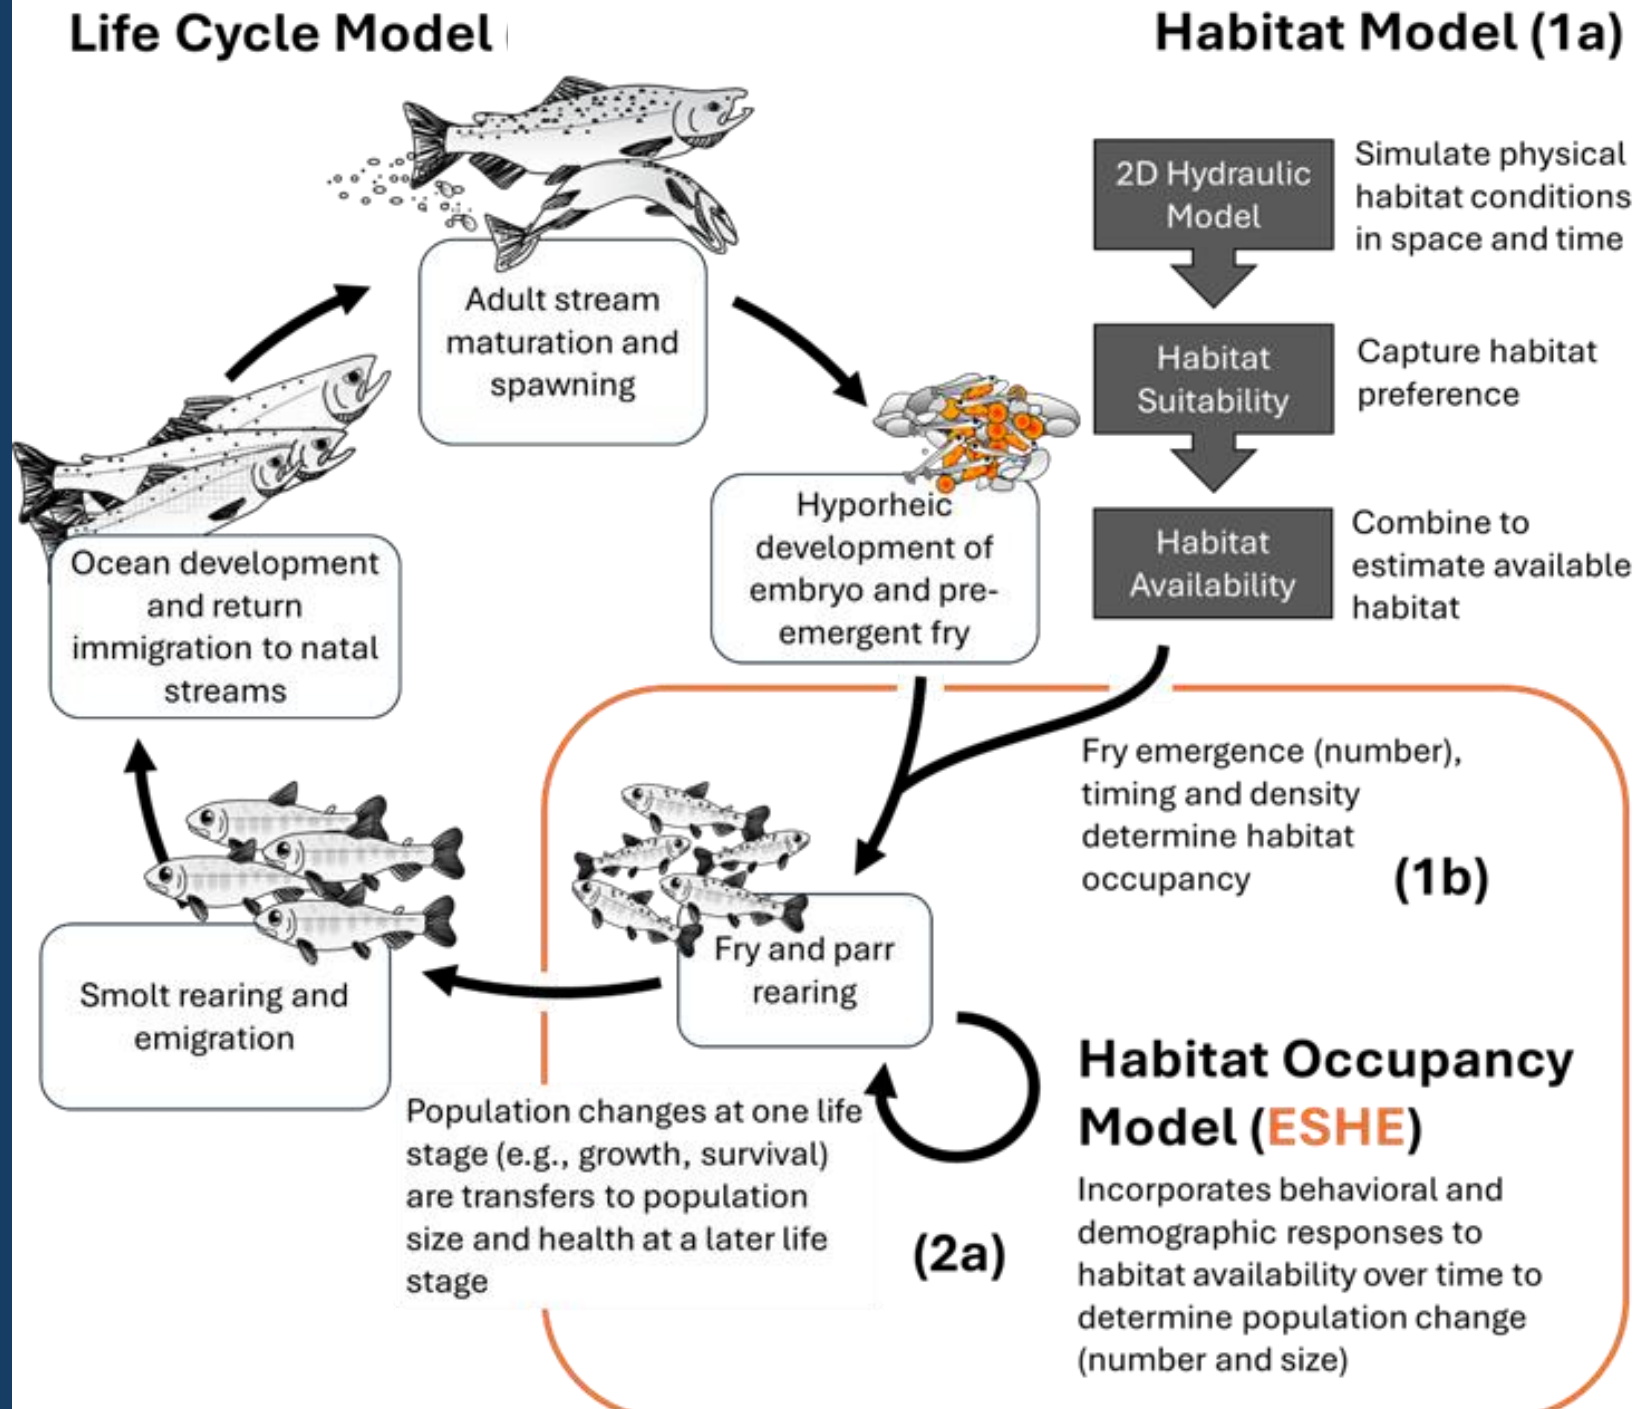 Life Cycle Model
Habitat Model (1a)
2D Hydraulic
Model
Simulate physical
habitat conditions
in space and time
Habitat
Suitability
Capture habitat
preference
Habitat
Availability
Combine to
estimate available
habitat
Adult stream
maturation and
spawning
Hyporheic
development of
embryo and pre-
emergent fry
Ocean development
and return
immigration to natal
streams
Fry emergence (number),
timing and density
determine habitat
occupancy
(1b)
Fry and parr
rearing
Smolt rearing and
emigration
Population changes at one life
stage (e.g., growth, survival)
are transfers to population
size and health at a later life
stage
(2a)
Habitat Occupancy
Model (ESHE)
Incorporates behavioral and
demographic responses to
habitat availability over time to
determine population change
(number and size)